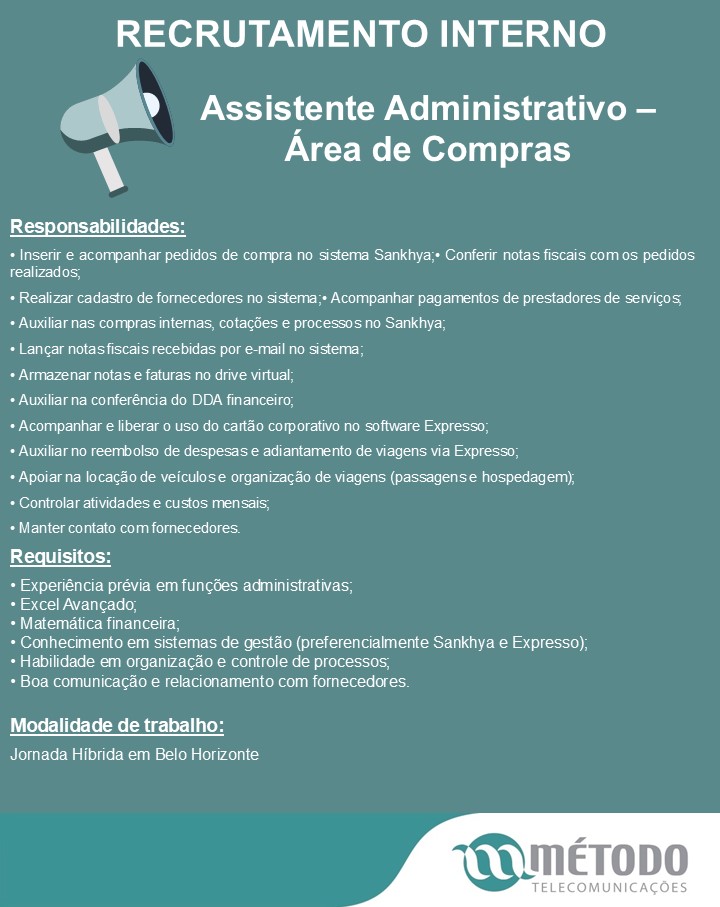 RECRUTAMENTO INTERNO
Assistente Administrativo –
Área de Compras
Responsabilidades:
• Inserir e acompanhar pedidos de compra no sistema Sankhya;• Conferir notas fiscais com os pedidos
realizados;
• Realizar cadastro de fornecedores no sistema;• Acompanhar pagamentos de prestadores de serviços;
• Auxiliar nas compras internas, cotações e processos no Sankhya;
• Lançar notas fiscais recebidas por e-mail no sistema;
• Armazenar notas e faturas no drive virtual;
• Auxiliar na conferência do DDA financeiro;
• Acompanhar e liberar o uso do cartão corporativo no software Expresso;
• Auxiliar no reembolso de despesas e adiantamento de viagens via Expresso;
• Apoiar na locação de veículos e organização de viagens (passagens e hospedagem);
• Controlar atividades e custos mensais;
• Manter contato com fornecedores.
Requisitos:
• Experiência prévia em funções administrativas;
• Excel Avançado;
• Matemática financeira;
• Conhecimento em sistemas de gestão (preferencialmente Sankhya e Expresso);
• Habilidade em organização e controle de processos;
• Boa comunicação e relacionamento com fornecedores.
Modalidade de trabalho:
Jornada Híbrida em Belo Horizonte
MÉTODO
TELECOMUNICAÇÕES